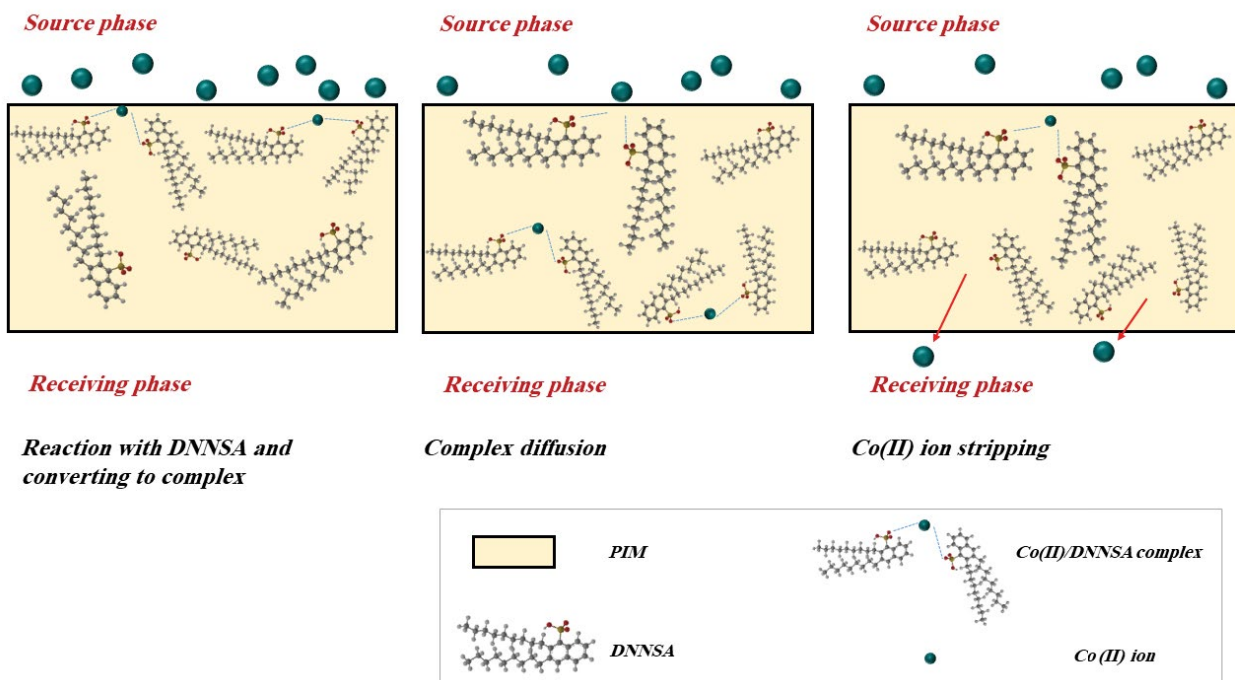 Source phase
Source phase
Source phase
Receiving phase
Receiving phase
Receiving phase
Reaction with DNNSA and
converting to complex
Complex diffusion
Co(II) ion stripping
PIM
Co(II)/DNNSA complex
DNNSA
Co (II) ion